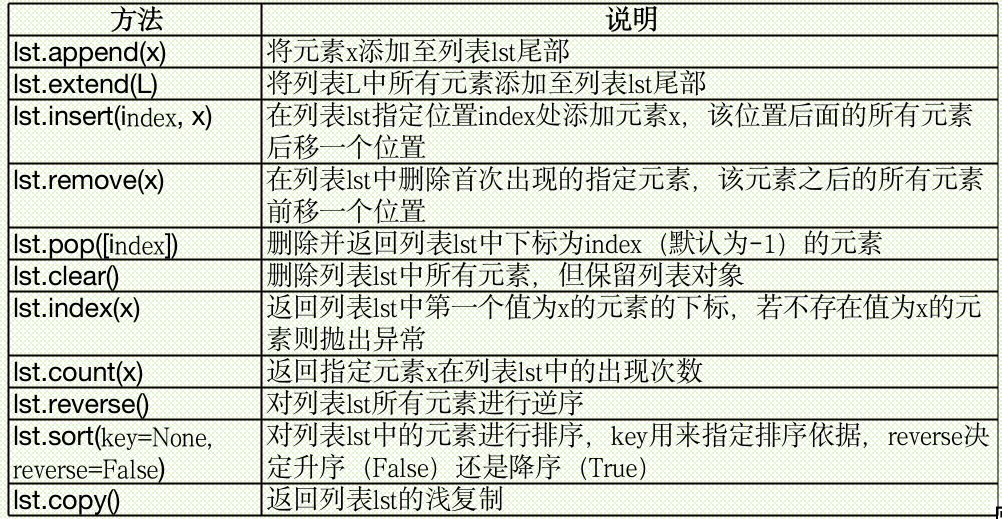 方法 说明
lst.append(x) 将元素x添加至列表lst尾部
lst.extend(L) 将列表L中所有元素添加至列表lst尾部
lst.insert(index, x) 在列表lst指定位置index处添加元素x，该位置后面的所有元素
后移一个位置
lst.remove(x) 在列表lst中删除首次出现的指定元素，该元素之后的所有元素
前移一个位置
lst.pop([index]) 删除并返回列表lst中下标为index（默认为-1）的元素
lst.clear() 删除列表lst中所有元素，但保留列表对象
lst.index(x) 返回列表lst中第一个值为x的元素的下标，若不存在值为x的元
素则抛出异常
lst.count(x) 返回指定元素x在列表lst中的出现次数
lst.reverse() 对列表lst所有元素进行逆序
lst.sort(key=None, 对列表lst中的元素进行排序，key用来指定排序依据，reverse决
reverse=False) 定升序（False）还是降序（True）
lst.copy() 返回列表lst的浅复制